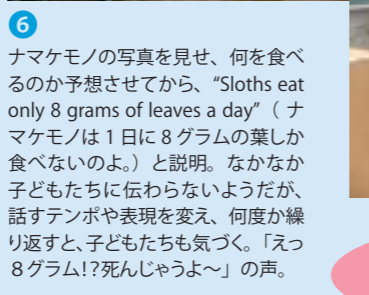 6
ナマケモノの写真を見せ、何を食べ
るのか予想させてから、“Sloths eat
only 8 grams of leaves a day”（ナ
マケモノは1日に8グラムの葉しか
食べないのよ。）と説明。なかなか
子どもたちに伝わらないようだが、
話すテンポや表現を変え、何度か繰
り返すと、子どもたちも気づく。「えっ
８グラム!?死んじゃうよ〜」の声。